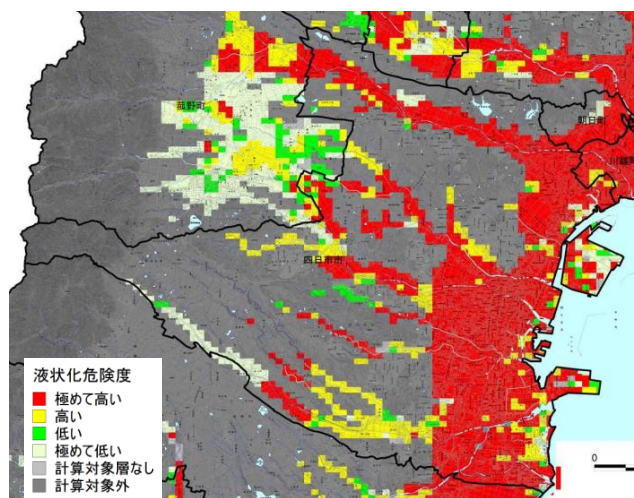 菰野町
朝日町
川越町
四日市市
液状化危険度
極めて高い
高い
低い
極めて低い
計算対象層なし
計算対象外
0